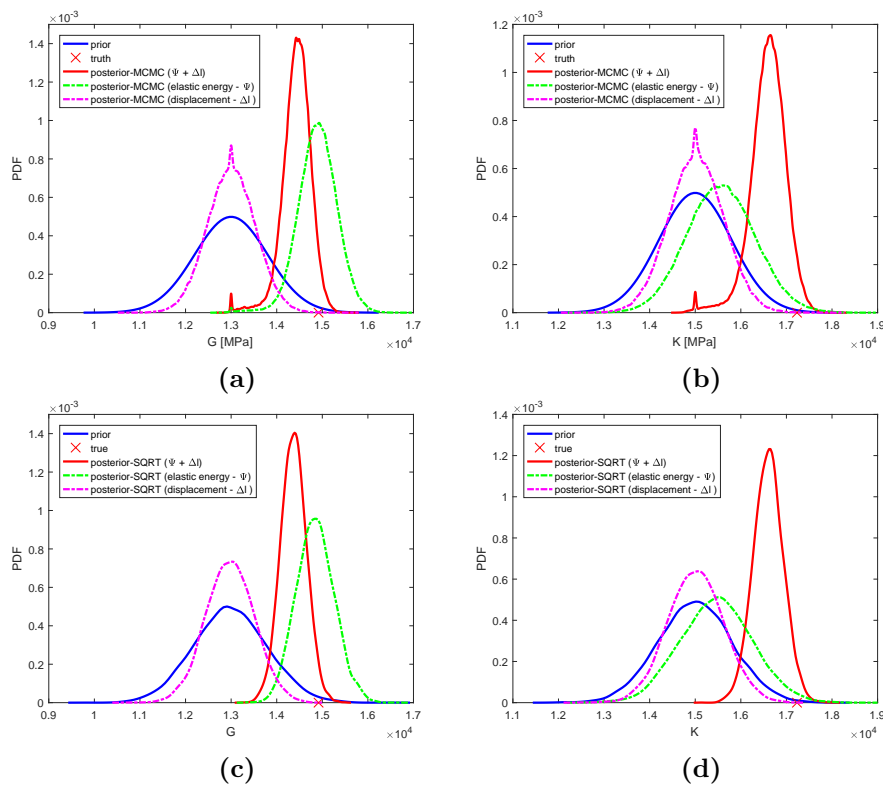 ×10⁻³
1.4
1.2
1
0.8
0.6
0.4
0.2
0
PDF
prior
truth
posterior-MCMC (Ψ + Δl)
posterior-MCMC (elastic energy - Ψ)
posterior-MCMC (displacement - Δl )
0.9 1 1.1 1.2 1.3 1.4 1.5 1.6 1.7
G [MPa]
×10⁴
(a)
×10⁻³
1.2
1
0.8
0.6
0.4
0.2
0
PDF
prior
truth
posterior-MCMC (Ψ + Δl)
posterior-MCMC (elastic energy - Ψ)
posterior-MCMC (displacement - Δl )
1.1 1.2 1.3 1.4 1.5 1.6 1.7 1.8 1.9
K [MPa]
×10⁴
(b)
×10⁻³
1.4
1.2
1
0.8
0.6
0.4
0.2
0
PDF
prior
true
posterior-SQRT (Ψ + Δl)
posterior-SQRT (elastic energy - Ψ)
posterior-SQRT (displacement - Δl )
0.9 1 1.1 1.2 1.3 1.4 1.5 1.6 1.7
G
×10⁴
(c)
×10⁻³
1.4
1.2
1
0.8
0.6
0.4
0.2
0
PDF
prior
true
posterior-SQRT (Ψ + Δl)
posterior-SQRT (elastic energy - Ψ)
posterior-SQRT (displacement - Δl )
1.1 1.2 1.3 1.4 1.5 1.6 1.7 1.8 1.9
K
×10⁴
(d)